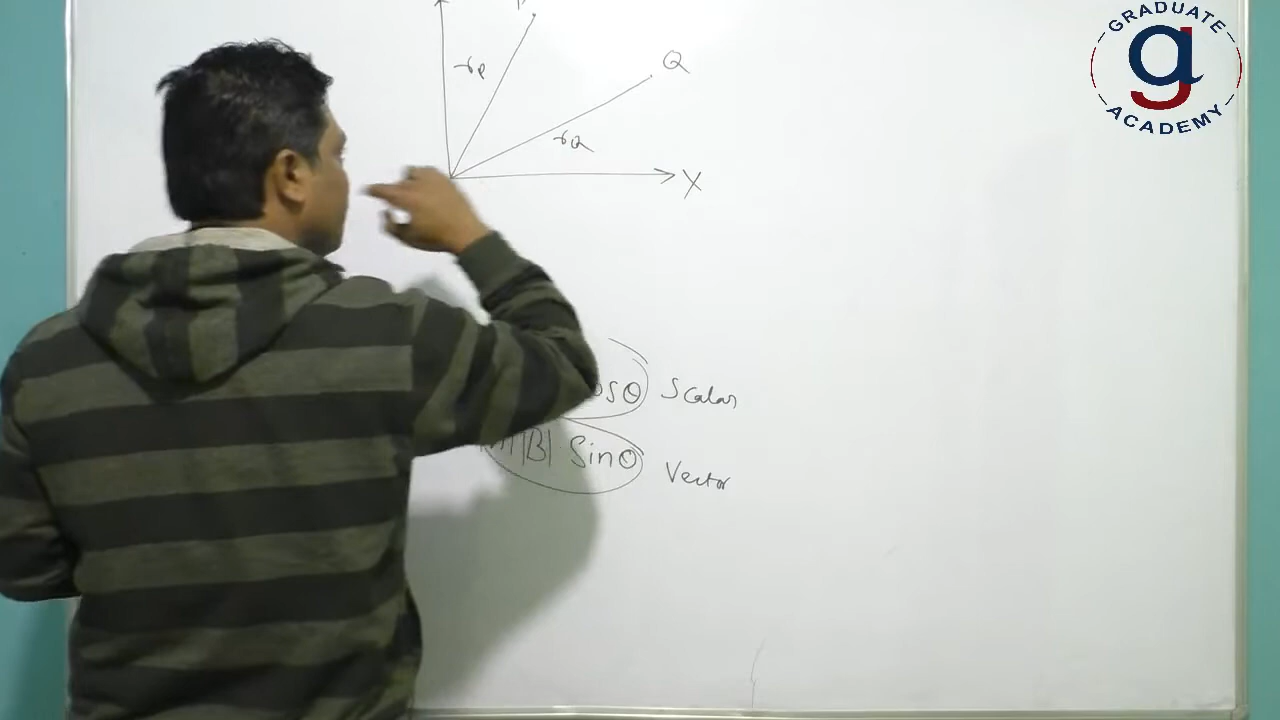 GRADUATE
a
ACADEMY
Q
rP
rQ
X
osθ Scalar
|B| Sinθ Vector